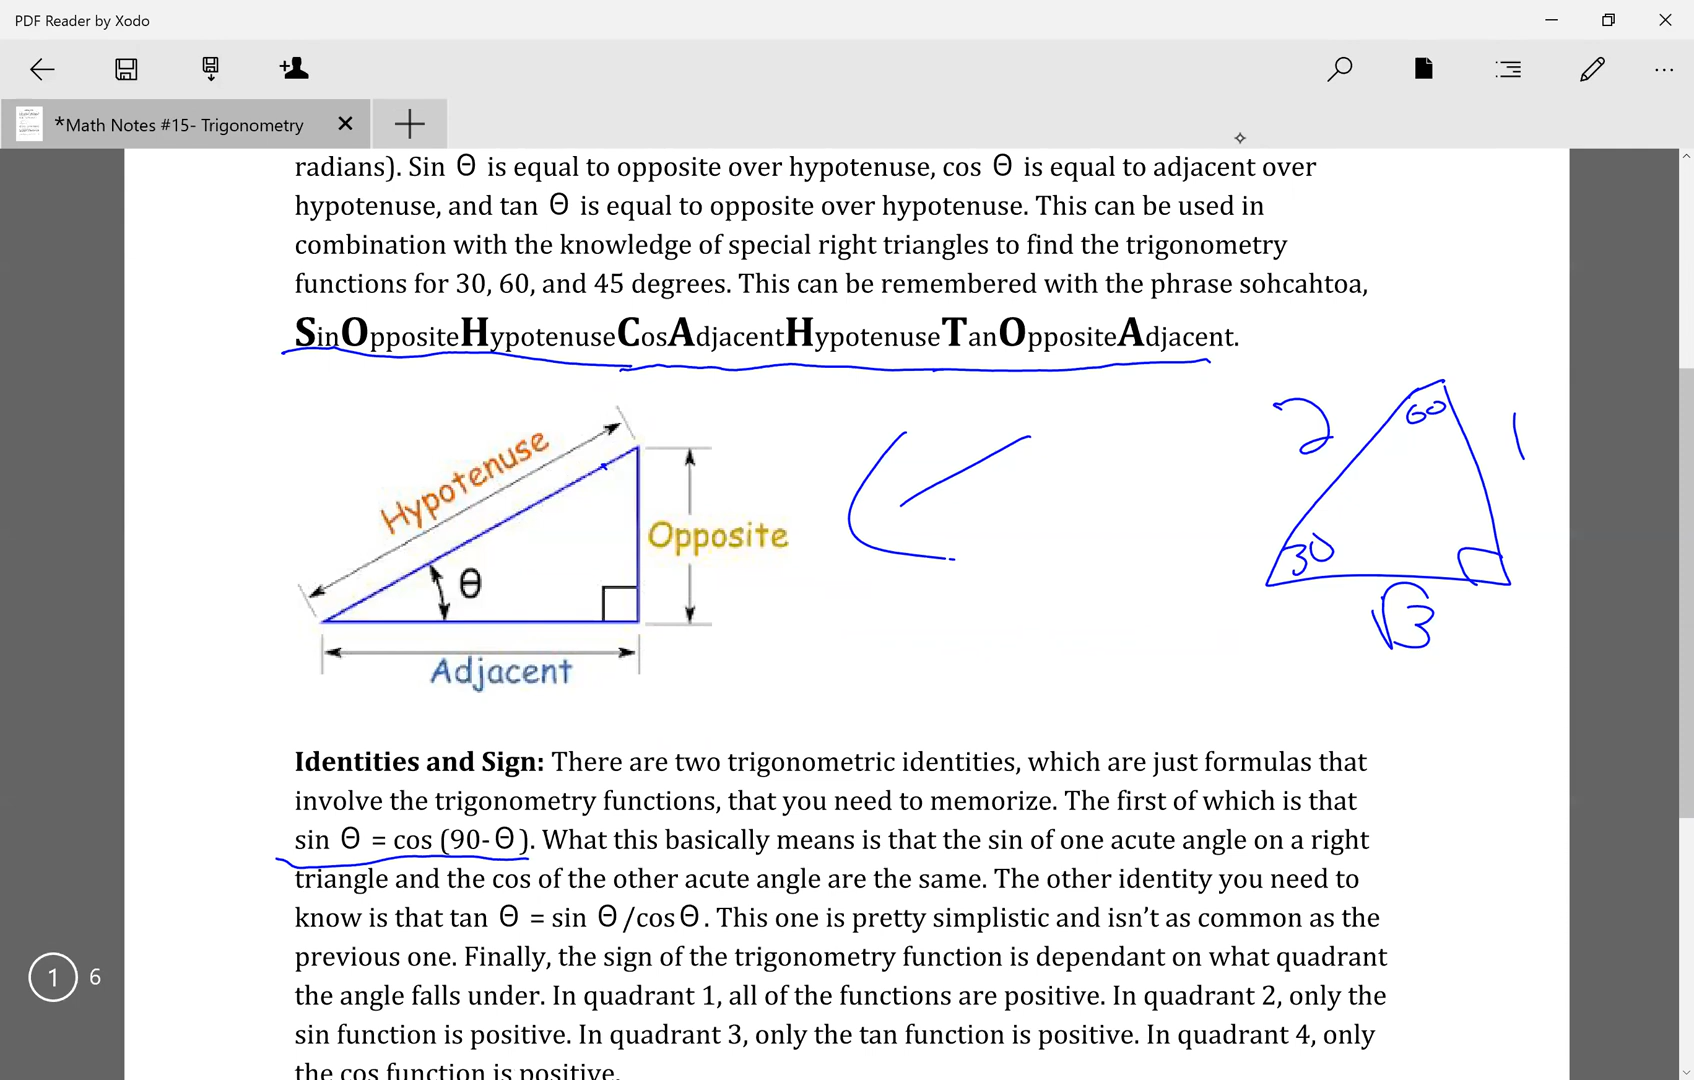 PDF Reader by Xodo
*Math Notes #15- Trigonometry
radians). Sin Θ is equal to opposite over hypotenuse, cos Θ is equal to adjacent over
hypotenuse, and tan Θ is equal to opposite over hypotenuse. This can be used in
combination with the knowledge of special right triangles to find the trigonometry
functions for 30, 60, and 45 degrees. This can be remembered with the phrase sohcahtoa,
SinOppositeHypotenuseCosAdjacentHypotenuseTanOppositeAdjacent.
Hypotenuse
Opposite
θ
Adjacent
2
60
1
30
√3
Identities and Sign: There are two trigonometric identities, which are just formulas that
involve the trigonometry functions, that you need to memorize. The first of which is that
sin Θ = cos (90-Θ). What this basically means is that the sin of one acute angle on a right
triangle and the cos of the other acute angle are the same. The other identity you need to
know is that tan Θ = sin Θ/cosΘ. This one is pretty simplistic and isn't as common as the
previous one. Finally, the sign of the trigonometry function is dependant on what quadrant
the angle falls under. In quadrant 1, all of the functions are positive. In quadrant 2, only the
sin function is positive. In quadrant 3, only the tan function is positive. In quadrant 4, only
the cos function is positive.
1 6